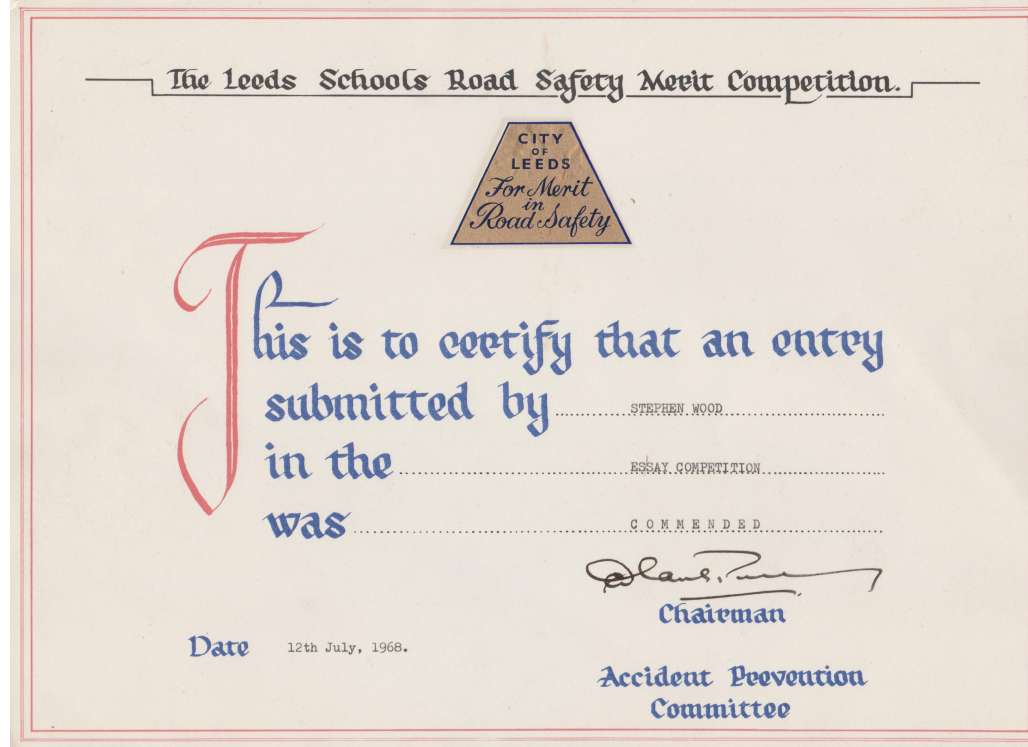 The Leeds Schools Road Safety Merit Competition.
CITY
OF
LEEDS
For Merit
in
Road Safety
This is to certify that an entry
submitted by STEPHEN WOOD
in the ESSAY COMPETITION
was COMMENDED
Chairman
Date 12th July, 1968.
Accident Prevention
Committee